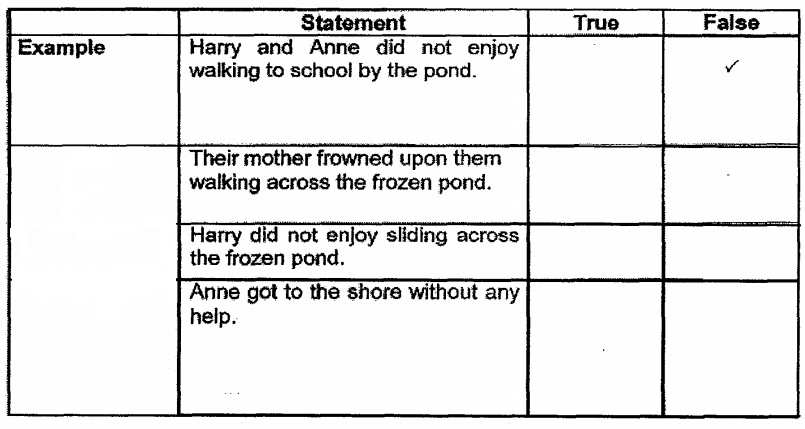 Statement True False
Example Harry and Anne did not enjoy
walking to school by the pond.
✓
Their mother frowned upon them
walking across the frozen pond.
Harry did not enjoy sliding across
the frozen pond.
Anne got to the shore without any
help.